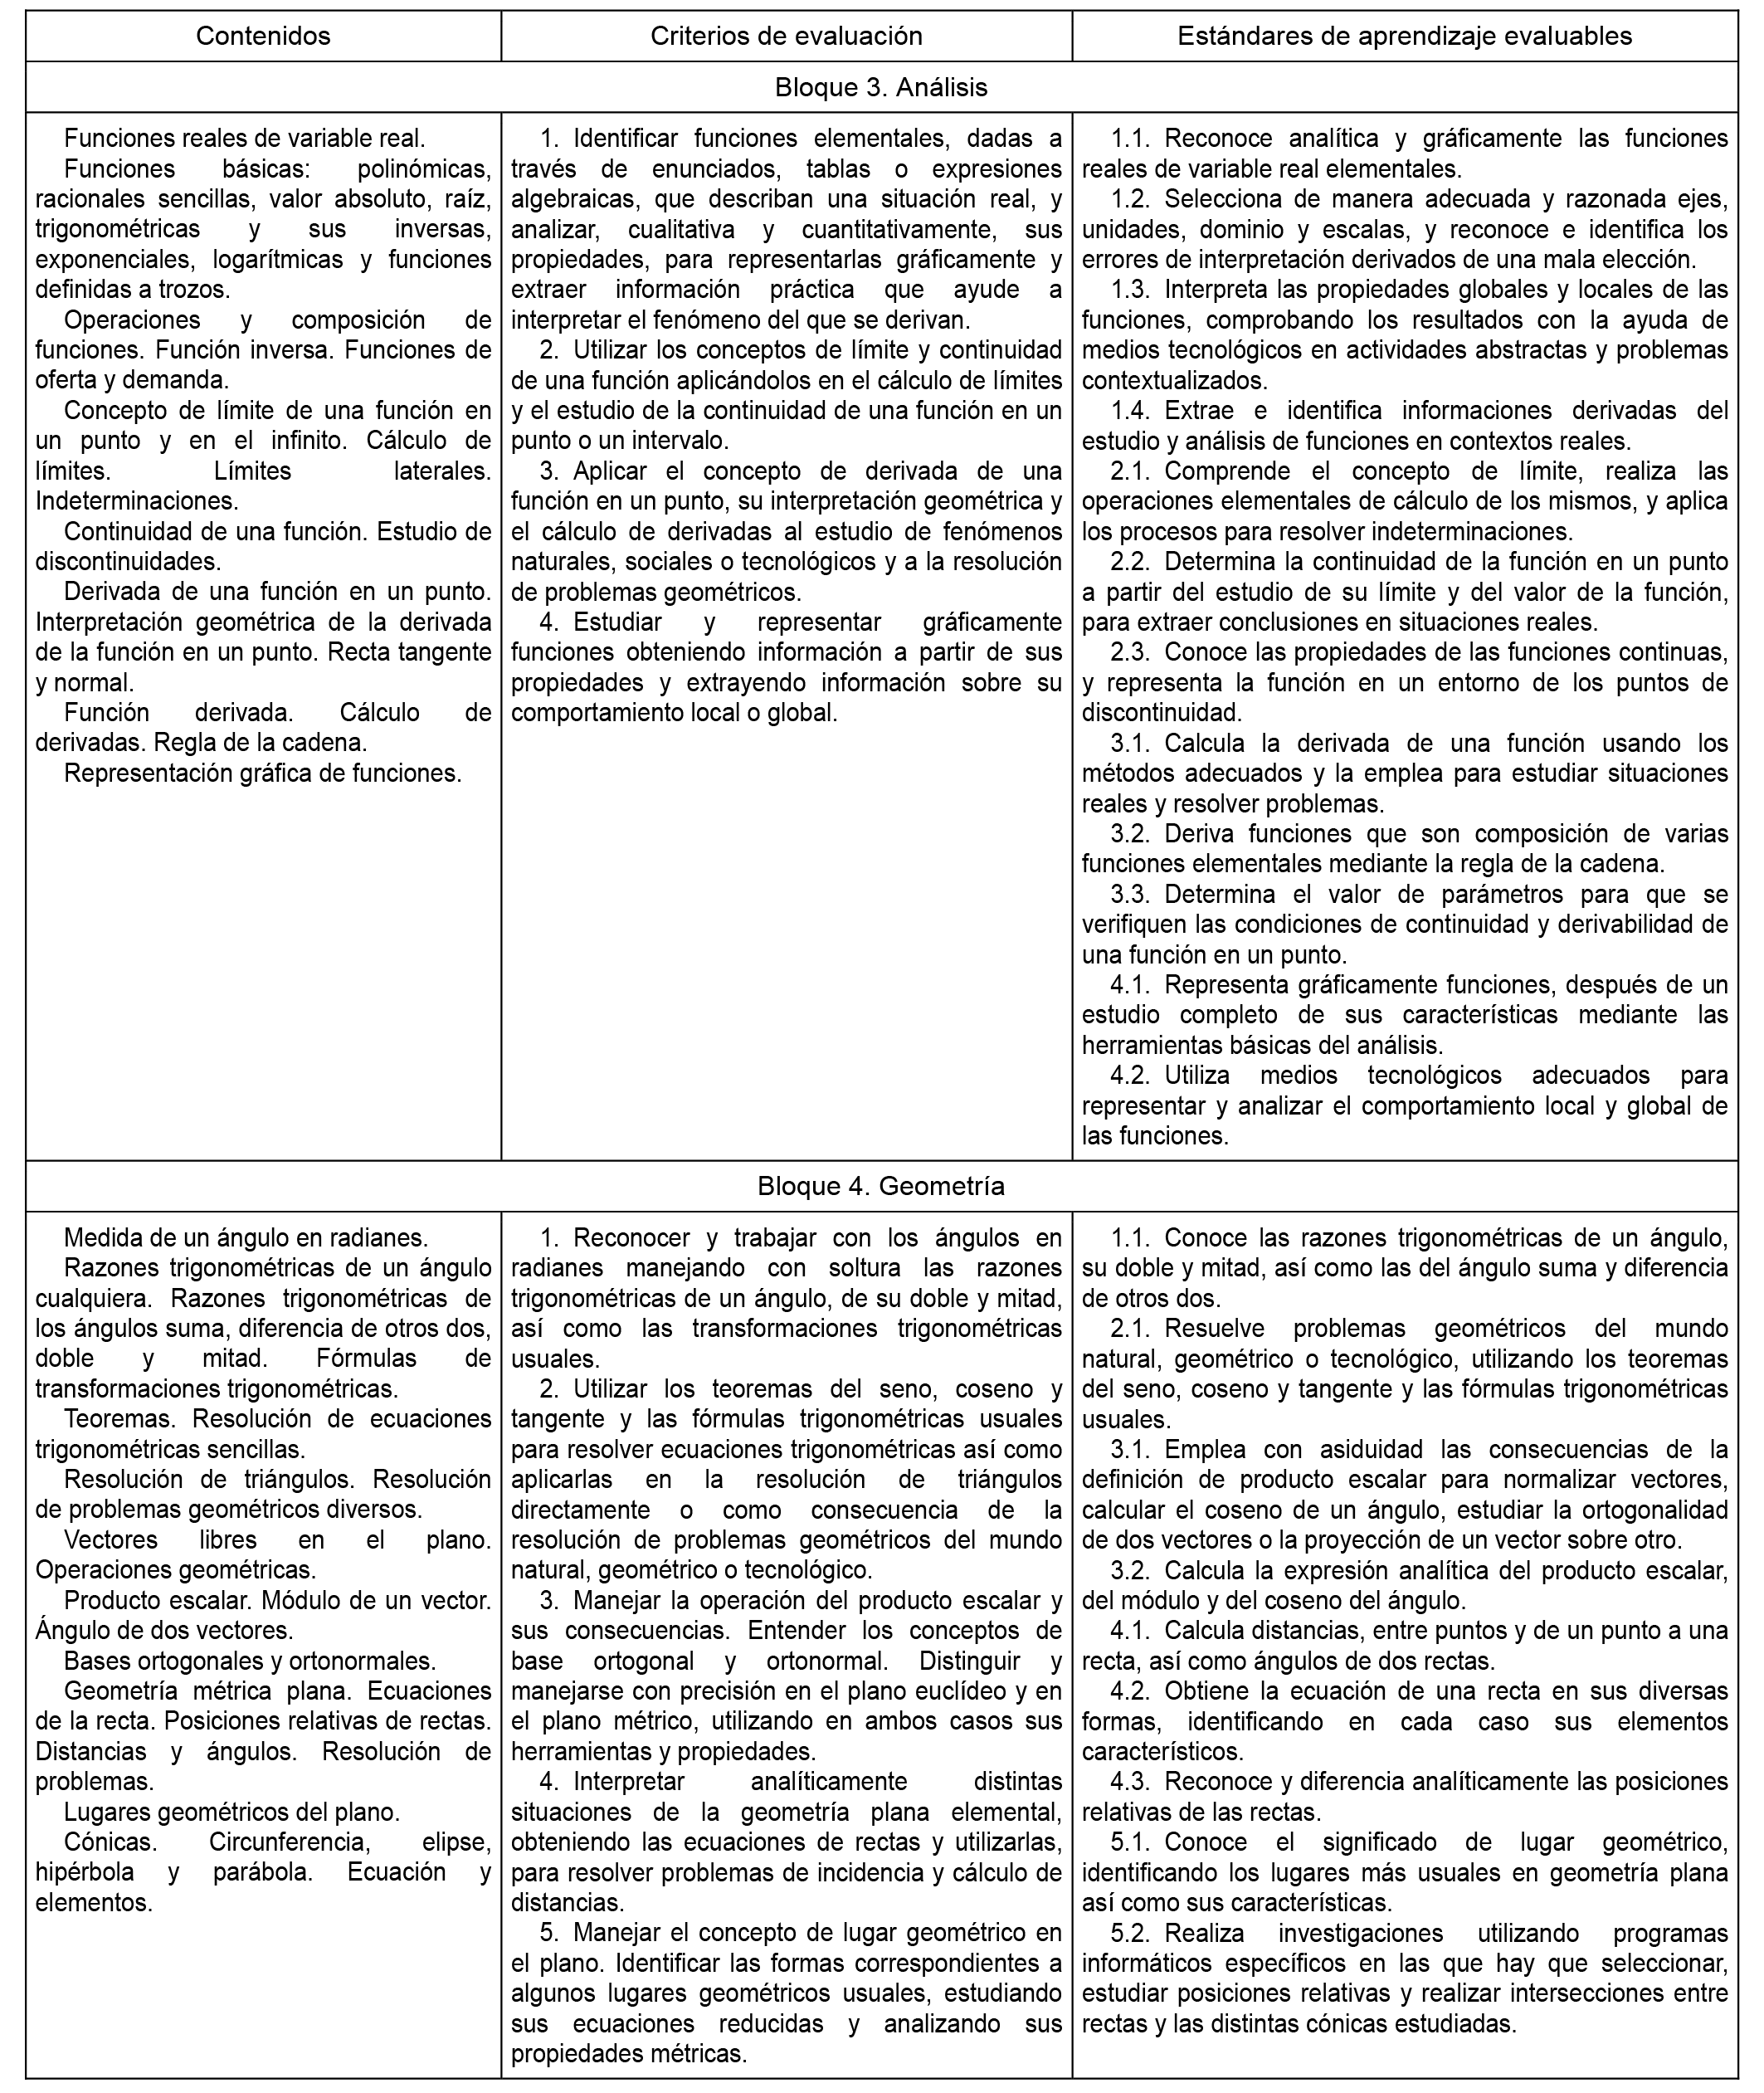 Contenidos
Criterios de evaluación
Estándares de aprendizaje evaluables
Bloque 3. Análisis
Funciones reales de variable real.
Funciones básicas: polinómicas,
racionales sencillas, valor absoluto, raíz,
trigonométricas y sus inversas,
exponenciales, logarítmicas y funciones
definidas a trozos.
Operaciones y composición de
funciones. Función inversa. Funciones de
oferta y demanda.
Concepto de límite de una función en
un punto y en el infinito. Cálculo de
límites. Límites laterales.
Indeterminaciones.
Continuidad de una función. Estudio de
discontinuidades.
Derivada de una función en un punto.
Interpretación geométrica de la derivada
de la función en un punto. Recta tangente
y normal.
Función derivada. Cálculo de
derivadas. Regla de la cadena.
Representación gráfica de funciones.
1. Identificar funciones elementales, dadas a
través de enunciados, tablas o expresiones
algebraicas, que describan una situación real, y
analizar, cualitativa y cuantitativamente, sus
propiedades, para representarlas gráficamente y
extraer información práctica que ayude a
interpretar el fenómeno del que se derivan.
2. Utilizar los conceptos de límite y continuidad
de una función aplicándolos en el cálculo de límites
y el estudio de la continuidad de una función en un
punto o un intervalo.
3. Aplicar el concepto de derivada de una
función en un punto, su interpretación geométrica y
el cálculo de derivadas al estudio de fenómenos
naturales, sociales o tecnológicos y a la resolución
de problemas geométricos.
4. Estudiar y representar gráficamente
funciones obteniendo información a partir de sus
propiedades y extrayendo información sobre su
comportamiento local o global.
1.1. Reconoce analítica y gráficamente las funciones
reales de variable real elementales.
1.2. Selecciona de manera adecuada y razonada ejes,
unidades, dominio y escalas, y reconoce e identifica los
errores de interpretación derivados de una mala elección.
1.3. Interpreta las propiedades globales y locales de las
funciones, comprobando los resultados con la ayuda de
medios tecnológicos en actividades abstractas y problemas
contextualizados.
1.4. Extrae e identifica informaciones derivadas del
estudio y análisis de funciones en contextos reales.
2.1. Comprende el concepto de límite, realiza las
operaciones elementales de cálculo de los mismos, y aplica
los procesos para resolver indeterminaciones.
2.2. Determina la continuidad de la función en un punto
a partir del estudio de su límite y del valor de la función,
para extraer conclusiones en situaciones reales.
2.3. Conoce las propiedades de las funciones continuas,
y representa la función en un entorno de los puntos de
discontinuidad.
3.1. Calcula la derivada de una función usando los
métodos adecuados y la emplea para estudiar situaciones
reales y resolver problemas.
3.2. Deriva funciones que son composición de varias
funciones elementales mediante la regla de la cadena.
3.3. Determina el valor de parámetros para que se
verifiquen las condiciones de continuidad y derivabilidad de
una función en un punto.
4.1. Representa gráficamente funciones, después de un
estudio completo de sus características mediante las
herramientas básicas del análisis.
4.2. Utiliza medios tecnológicos adecuados para
representar y analizar el comportamiento local y global de
las funciones.
Bloque 4. Geometría
Medida de un ángulo en radianes.
Razones trigonométricas de un ángulo
cualquiera. Razones trigonométricas de
los ángulos suma, diferencia de otros dos,
doble y mitad. Fórmulas de
transformaciones trigonométricas.
Teoremas. Resolución de ecuaciones
trigonométricas sencillas.
Resolución de triángulos. Resolución
de problemas geométricos diversos.
Vectores libres en el plano.
Operaciones geométricas.
Producto escalar. Módulo de un vector.
Ángulo de dos vectores.
Bases ortogonales y ortonormales.
Geometría métrica plana. Ecuaciones
de la recta. Posiciones relativas de rectas.
Distancias y ángulos. Resolución de
problemas.
Lugares geométricos del plano.
Cónicas. Circunferencia, elipse,
hipérbola y parábola. Ecuación y
elementos.
1. Reconocer y trabajar con los ángulos en
radianes manejando con soltura las razones
trigonométricas de un ángulo, de su doble y mitad,
así como las transformaciones trigonométricas
usuales.
2. Utilizar los teoremas del seno, coseno y
tangente y las fórmulas trigonométricas usuales
para resolver ecuaciones trigonométricas así como
aplicarlas en la resolución de triángulos
directamente o como consecuencia de la
resolución de problemas geométricos del mundo
natural, geométrico o tecnológico.
3. Manejar la operación del producto escalar y
sus consecuencias. Entender los conceptos de
base ortogonal y ortonormal. Distinguir y
manejarse con precisión en el plano euclídeo y en
el plano métrico, utilizando en ambos casos sus
herramientas y propiedades.
4. Interpretar analíticamente distintas
situaciones de la geometría plana elemental,
obteniendo las ecuaciones de rectas y utilizarlas,
para resolver problemas de incidencia y cálculo de
distancias.
5. Manejar el concepto de lugar geométrico en
el plano. Identificar las formas correspondientes a
algunos lugares geométricos usuales, estudiando
sus ecuaciones reducidas y analizando sus
propiedades métricas.
1.1. Conoce las razones trigonométricas de un ángulo,
su doble y mitad, así como las del ángulo suma y diferencia
de otros dos.
2.1. Resuelve problemas geométricos del mundo
natural, geométrico o tecnológico, utilizando los teoremas
del seno, coseno y tangente y las fórmulas trigonométricas
usuales.
3.1. Emplea con asiduidad las consecuencias de la
definición de producto escalar para normalizar vectores,
calcular el coseno de un ángulo, estudiar la ortogonalidad
de dos vectores o la proyección de un vector sobre otro.
3.2. Calcula la expresión analítica del producto escalar,
del módulo y del coseno del ángulo.
4.1. Calcula distancias, entre puntos y de un punto a una
recta, así como ángulos de dos rectas.
4.2. Obtiene la ecuación de una recta en sus diversas
formas, identificando en cada caso sus elementos
característicos.
4.3. Reconoce y diferencia analíticamente las posiciones
relativas de las rectas.
5.1. Conoce el significado de lugar geométrico,
identificando los lugares más usuales en geometría plana
así como sus características.
5.2. Realiza investigaciones utilizando programas
informáticos específicos en las que hay que seleccionar,
estudiar posiciones relativas y realizar intersecciones entre
rectas y las distintas cónicas estudiadas.